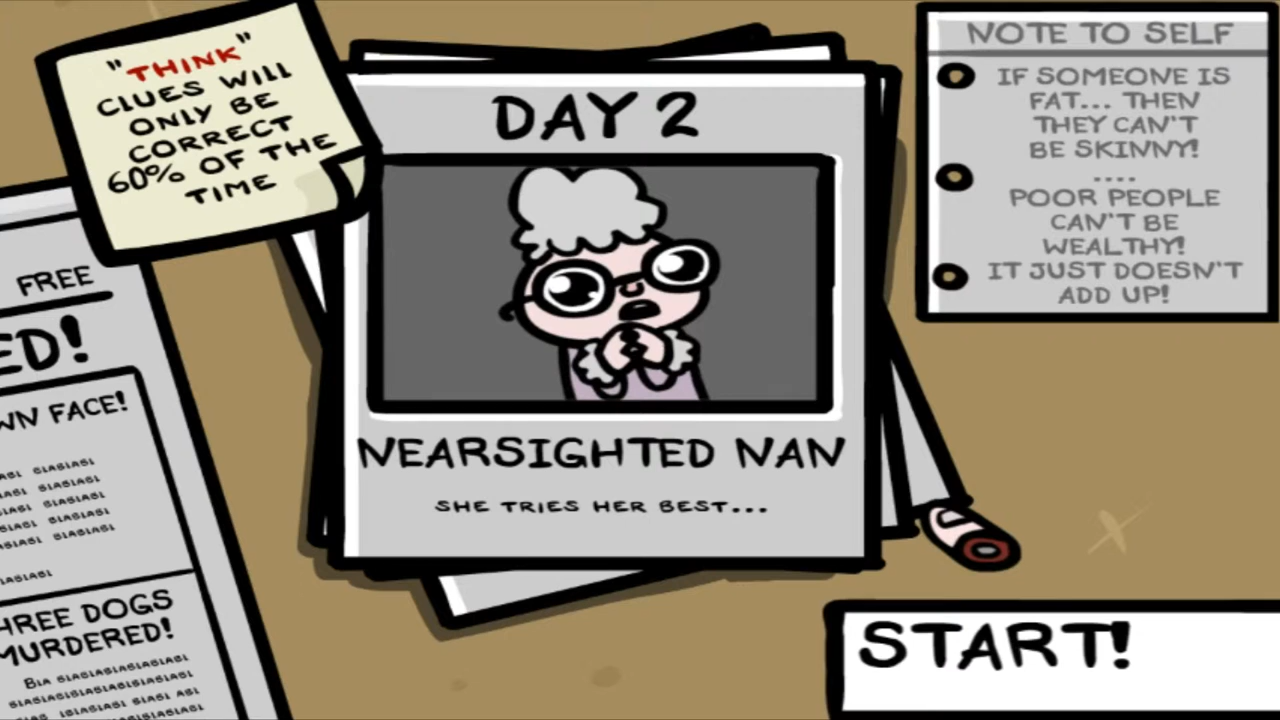 "THINK"
CLUES WILL
ONLY BE
CORRECT
60% OF THE
TIME
FREE
ED!
WN FACE!
HREE DOGS
MURDERED!
DAY 2
NEARSIGHTED NAN
SHE TRIES HER BEST...
NOTE TO SELF
IF SOMEONE IS
FAT... THEN
THEY CAN'T
BE SKINNY!
....
POOR PEOPLE
CAN'T BE
WEALTHY!
IT JUST DOESN'T
ADD UP!
START!